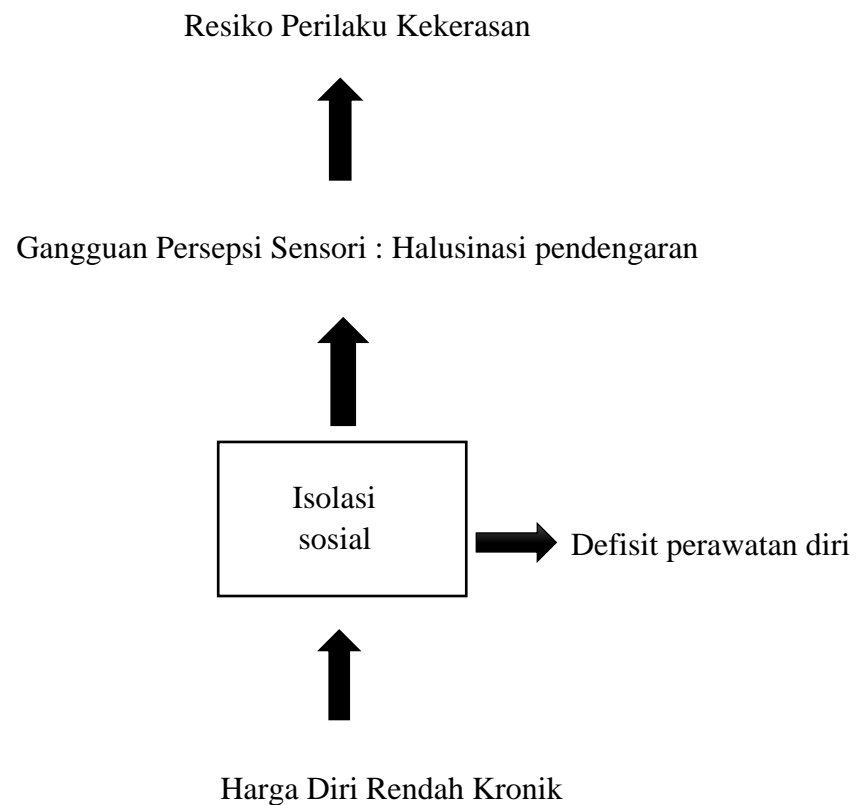 Resiko Perilaku Kekerasan
Gangguan Persepsi Sensori : Halusinasi pendengaran
Isolasi
sosial
Defisit perawatan diri
Harga Diri Rendah Kronik